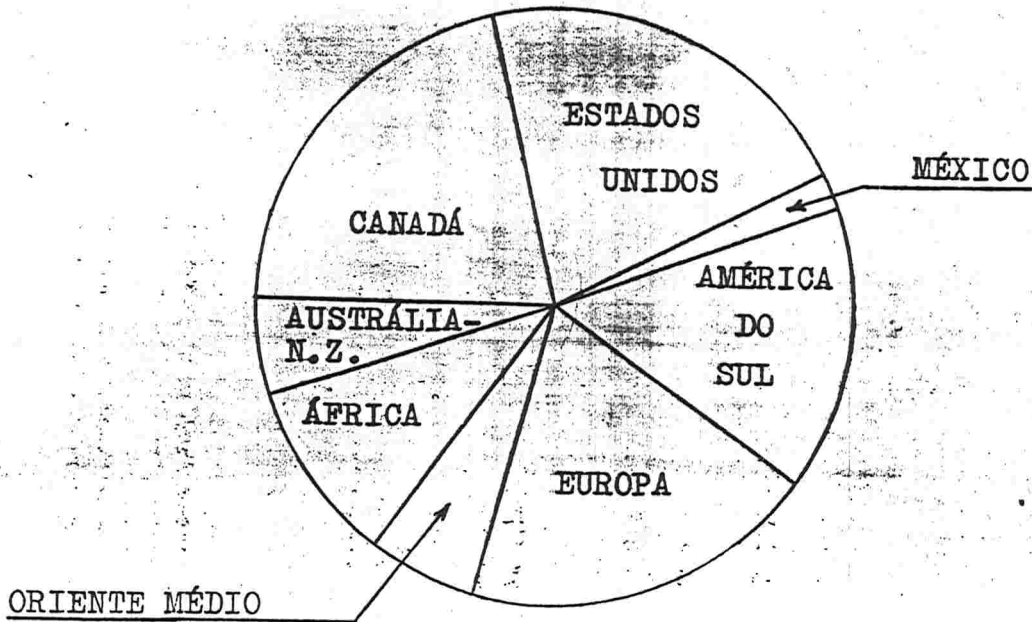 ESTADOS
UNIDOS
MÉXICO
CANADÁ
AMÉRICA
DO
SUL
AUSTRÁLIA-
N.Z.
ÁFRICA
EUROPA
ORIENTE MÉDIO